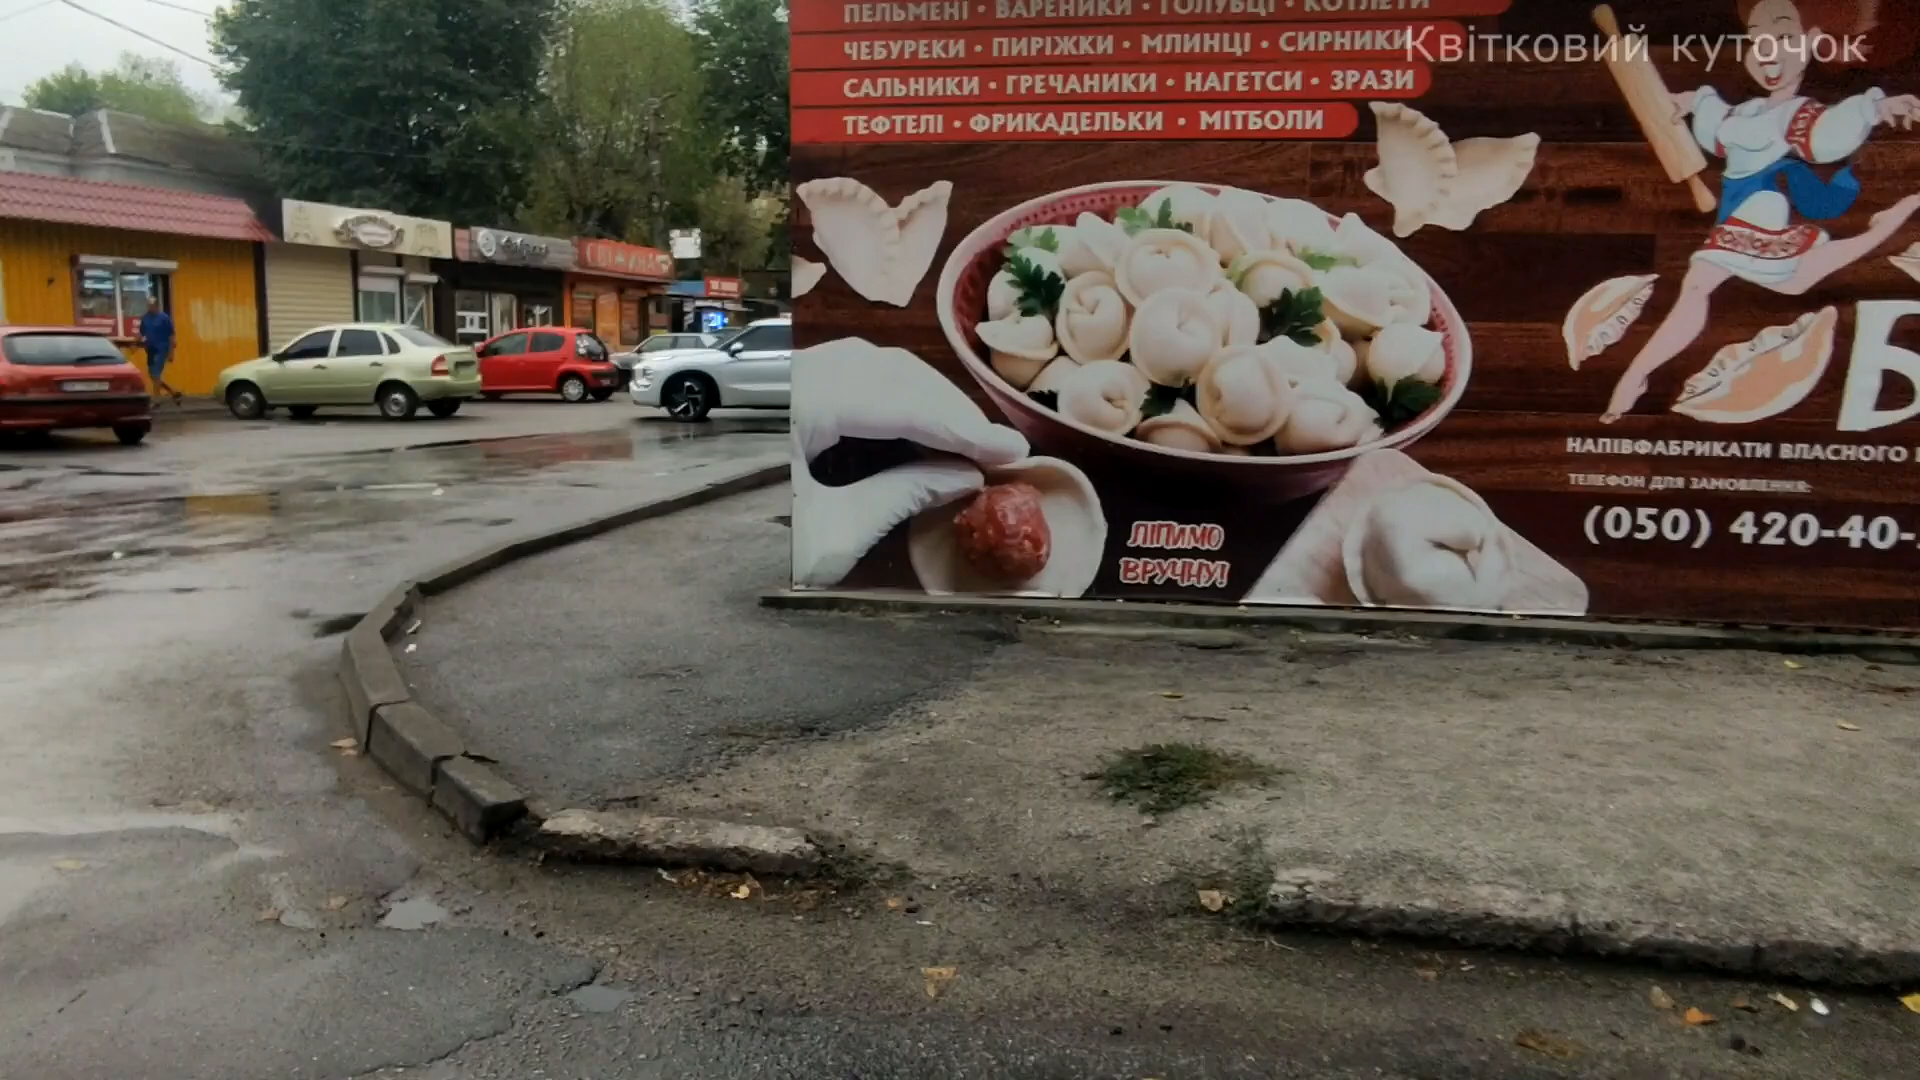 ПЕЛЬМЕНІ • ВАРЕНИКИ • ГОЛУБЦІ • КОТЛЕТИ
ЧЕБУРЕКИ • ПИРІЖКИ • МЛИНЦІ • СИРНИКИ
САЛЬНИКИ • ГРЕЧАНИКИ • НАГЕТСИ • ЗРАЗИ
ТЕФТЕЛІ • ФРИКАДЕЛЬКИ • МІТБОЛИ
Квітковий куточок
СВІЖИНА
Б
НАПІВФАБРИКАТИ ВЛАСНОГО
ТЕЛЕФОН ДЛЯ ЗАМОВЛЕННЯ:
(050) 420-40-
ЛІПИМО
ВРУЧНУ!